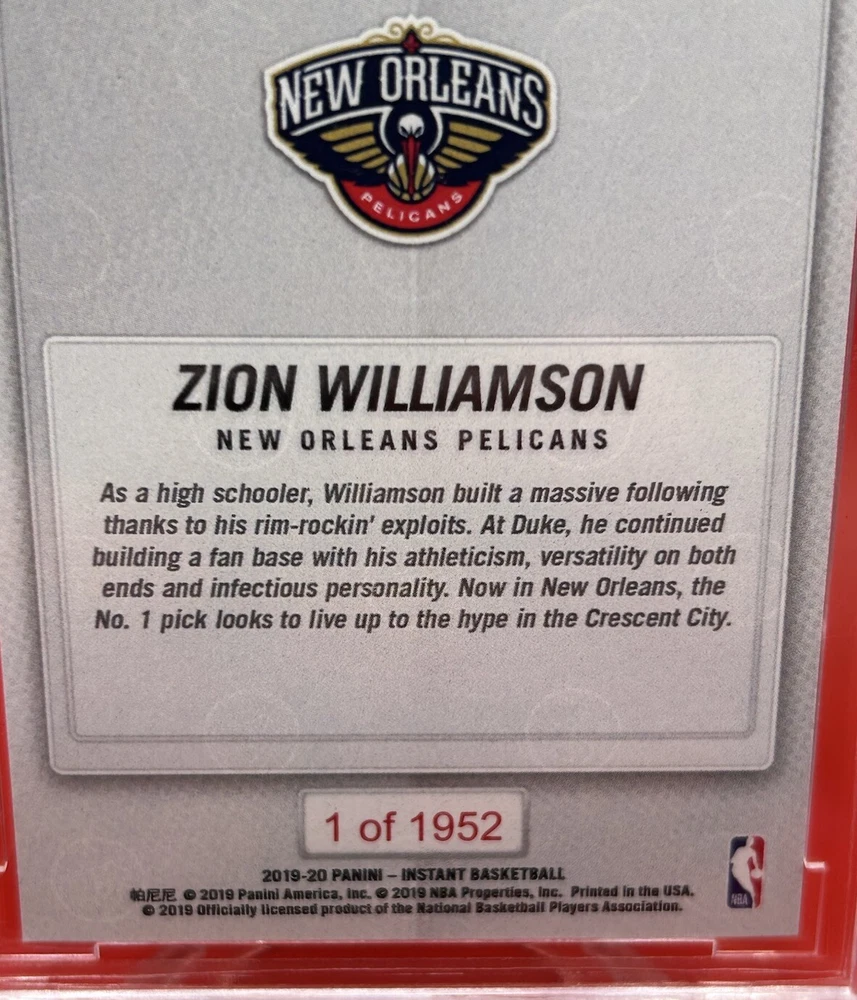 NEW ORLEANS
PELICANS
ZION WILLIAMSON
NEW ORLEANS PELICANS
As a high schooler, Williamson built a massive following
thanks to his rim-rockin' exploits. At Duke, he continued
building a fan base with his athleticism, versatility on both
ends and infectious personality. Now in New Orleans, the
No. 1 pick looks to live up to the hype in the Crescent City.
1 of 1952
2019-20 PANINI – INSTANT BASKETBALL
帕尼尼 © 2019 Panini America, Inc. © 2019 NBA Properties, Inc. Printed in the USA.
© 2019 Officially licensed product of the National Basketball Players Association.
NBA